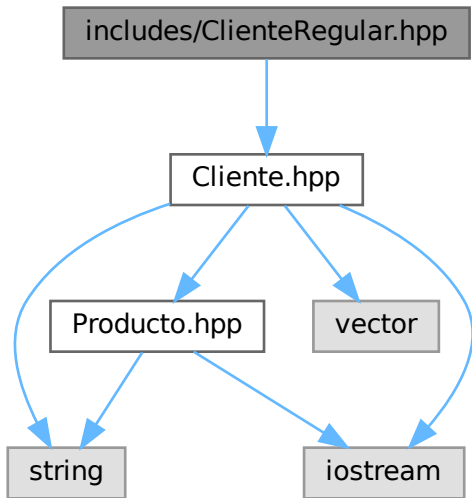 includes/ClienteRegular.hpp
Cliente.hpp
Producto.hpp
vector
string
iostream